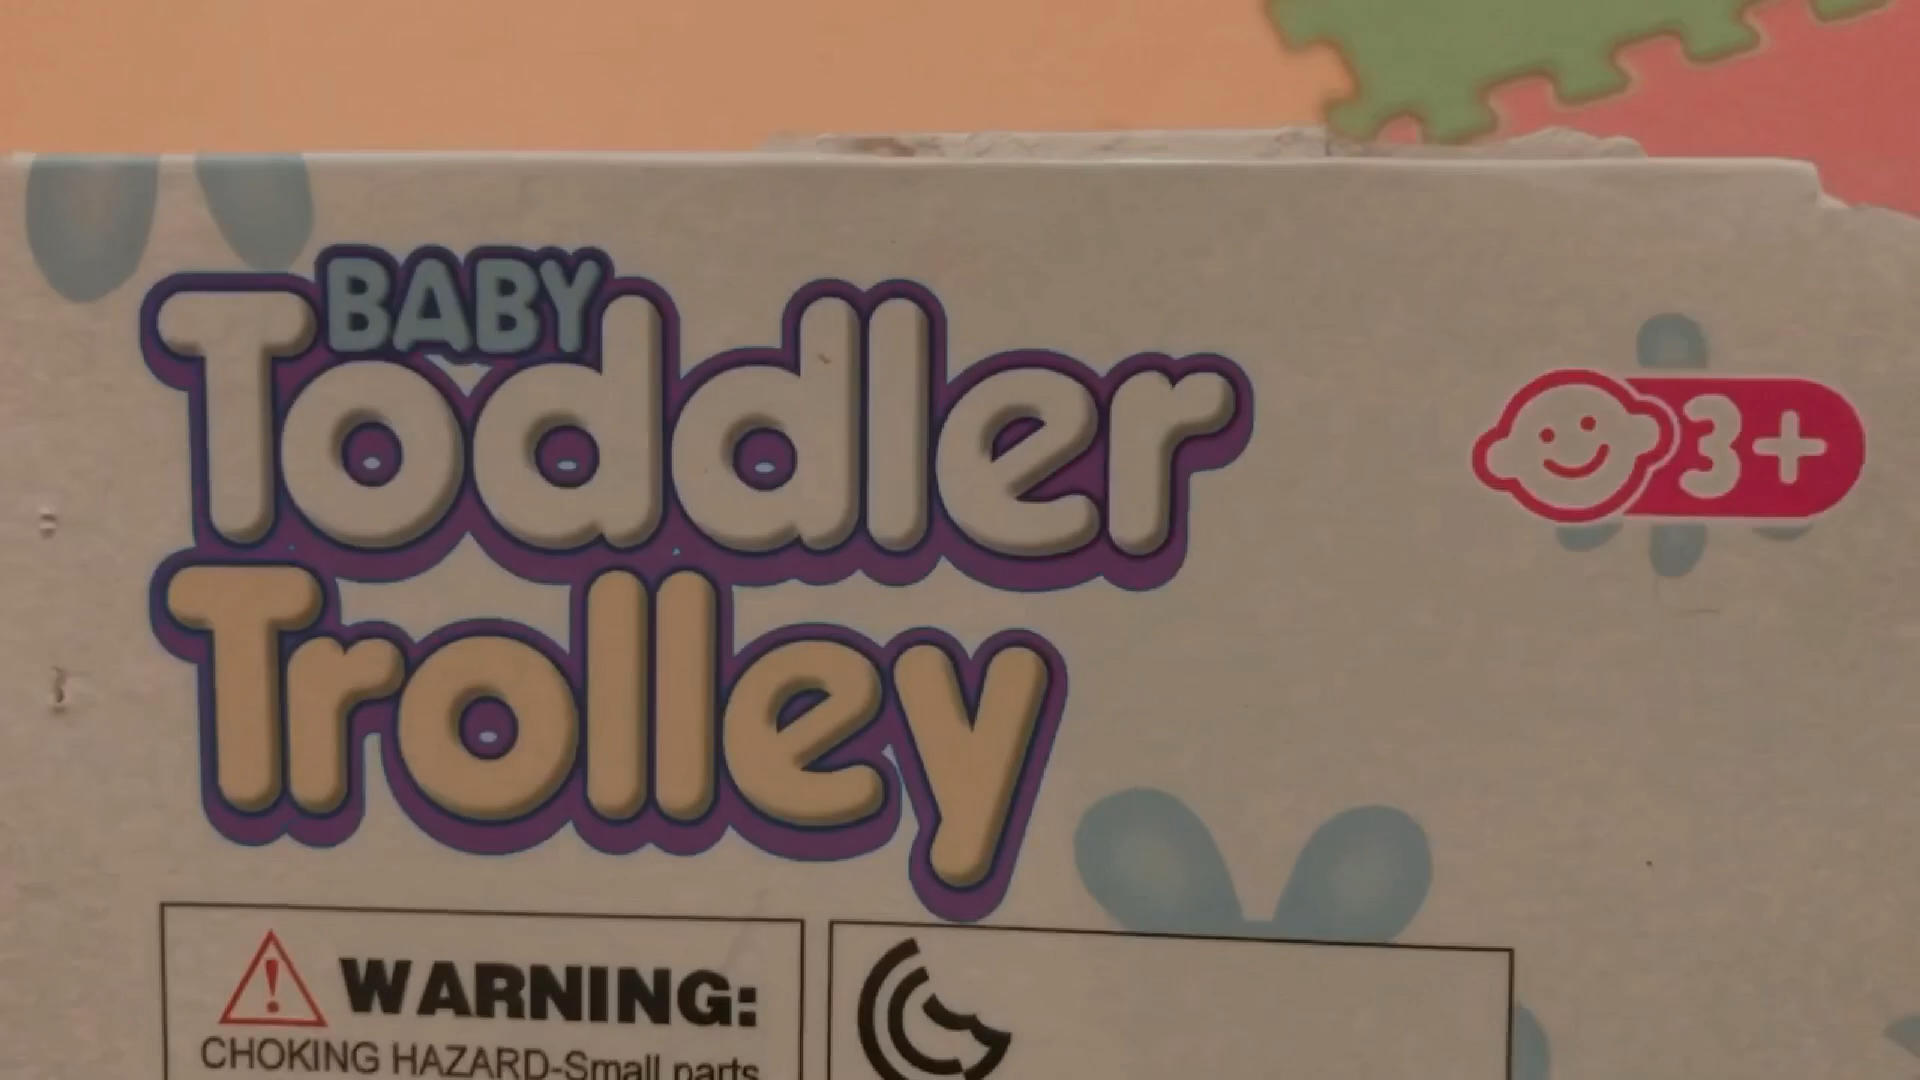 BABY
Toddler
Trolley
3+
WARNING:
CHOKING HAZARD-Small parts